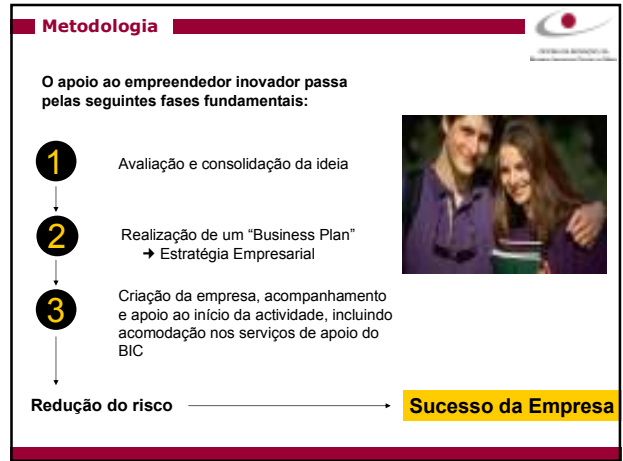 Metodologia
O apoio ao empreendedor inovador passa
pelas seguintes fases fundamentais:
1
Avaliação e consolidação da ideia
2
Realização de um “Business Plan”
➔ Estratégia Empresarial
3
Criação da empresa, acompanhamento
e apoio ao início da actividade, incluindo
acomodação nos serviços de apoio do
BIC
Redução do risco
Sucesso da Empresa